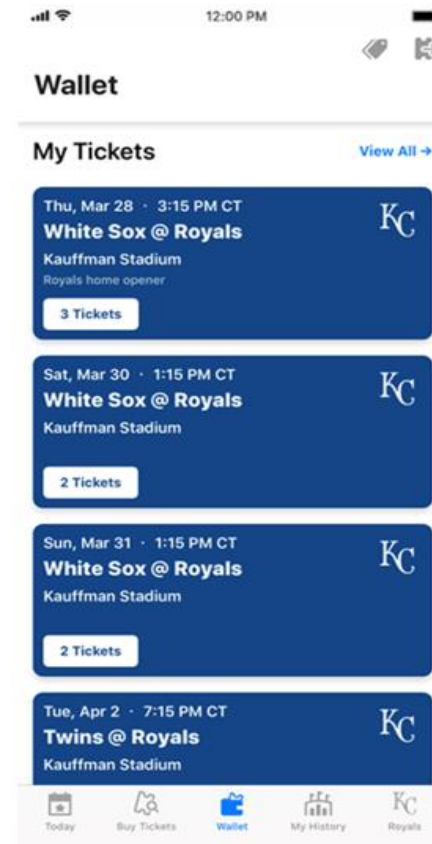 12:00 PM
Wallet
My Tickets
View All →
Thu, Mar 28 · 3:15 PM CT
KC
White Sox @ Royals
Kauffman Stadium
Royals home opener
3 Tickets
Sat, Mar 30 · 1:15 PM CT
KC
White Sox @ Royals
Kauffman Stadium
2 Tickets
Sun, Mar 31 · 1:15 PM CT
KC
White Sox @ Royals
Kauffman Stadium
2 Tickets
Tue, Apr 2 · 7:15 PM CT
KC
Twins @ Royals
Kauffman Stadium
KC
Today Buy Tickets Wallet My History Royals